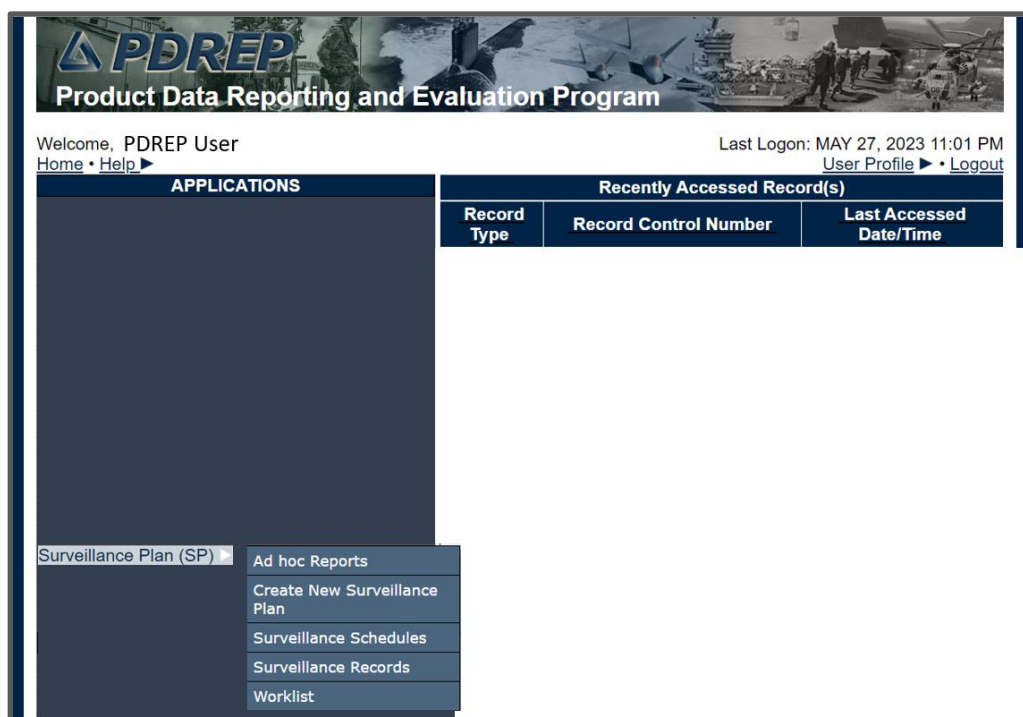 PDREP
Product Data Reporting and Evaluation Program
Welcome, PDREP User
Last Logon: MAY 27, 2023 11:01 PM
Home • Help ▶
User Profile ▶ • Logout
APPLICATIONS
Recently Accessed Record(s)
Record Type
Record Control Number
Last Accessed Date/Time
Surveillance Plan (SP) ▶
Ad hoc Reports
Create New Surveillance
Plan
Surveillance Schedules
Surveillance Records
Worklist